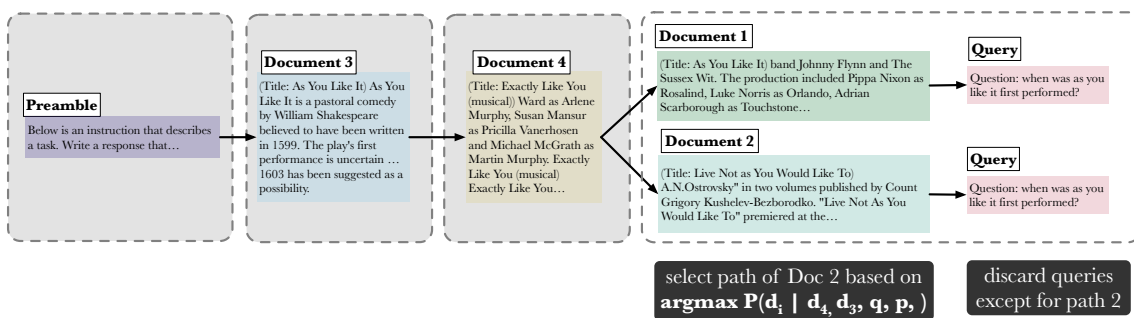 Preamble
Below is an instruction that describes
a task. Write a response that…
Document 3
(Title: As You Like It) As You
Like It is a pastoral comedy
by William Shakespeare
believed to have been written
in 1599. The play's first
performance is uncertain …
1603 has been suggested as a
possibility.
Document 4
(Title: Exactly Like You
(musical)) Ward as Arlene
Murphy, Susan Mansur
as Pricilla Vanerhosen
and Michael McGrath as
Martin Murphy. Exactly
Like You (musical)
Exactly Like You…
Document 1
(Title: As You Like It) band Johnny Flynn and The
Sussex Wit. The production included Pippa Nixon as
Rosalind, Luke Norris as Orlando, Adrian
Scarborough as Touchstone…
Query
Question: when was as you
like it first performed?
Document 2
(Title: Live Not as You Would Like To)
A.N.Ostrovsky" in two volumes published by Count
Grigory Kushelev-Bezborodko. "Live Not As You
Would Like To" premiered at the…
Query
Question: when was as you
like it first performed?
select path of Doc 2 based on
argmax P(di | d4, d3, q, p, )
discard queries
except for path 2